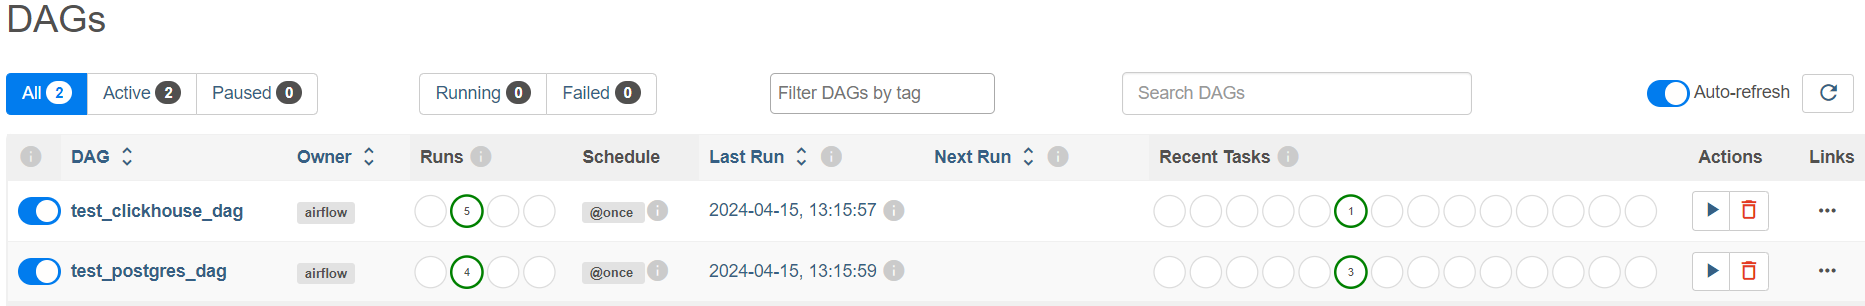 DAGs
All 2 Active 2 Paused 0 Running 0 Failed 0 Filter DAGs by tag Search DAGs Auto-refresh
i DAG Owner Runs i Schedule Last Run i Next Run i Recent Tasks i Actions Links
test_clickhouse_dag airflow 5 @once i 2024-04-15, 13:15:57 i 1 ...
test_postgres_dag airflow 4 @once i 2024-04-15, 13:15:59 i 3 ...